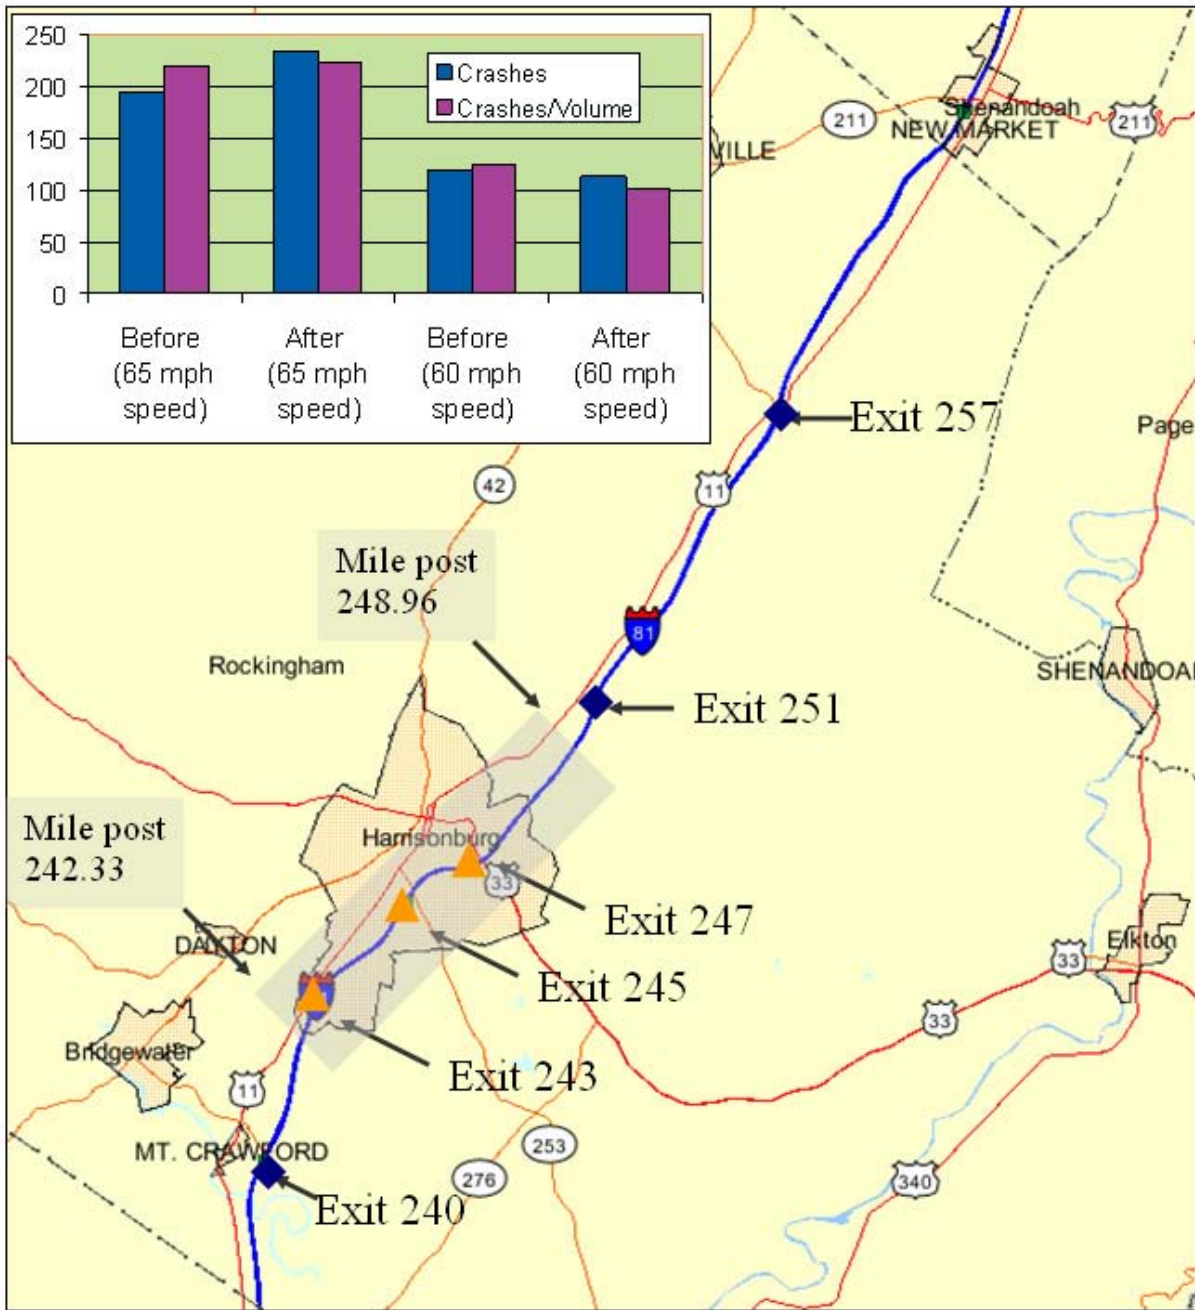 250
200
150
100
50
0
Crashes
Crashes/Volume
Before
(65 mph
speed)
After
(65 mph
speed)
Before
(60 mph
speed)
After
(60 mph
speed)
Shenandoah
NEW MARKET
211
211
VILLE
Exit 257
Page
42
11
Mile post
248.96
81
Rockingham
SHENANDOAH
Exit 251
Mile post
242.33
Harrisonburg
33
Exit 247
DAYTON
Elkton
33
Exit 245
33
Bridgewater
Exit 243
11
MT. CRAWFORD
253
276
340
Exit 240